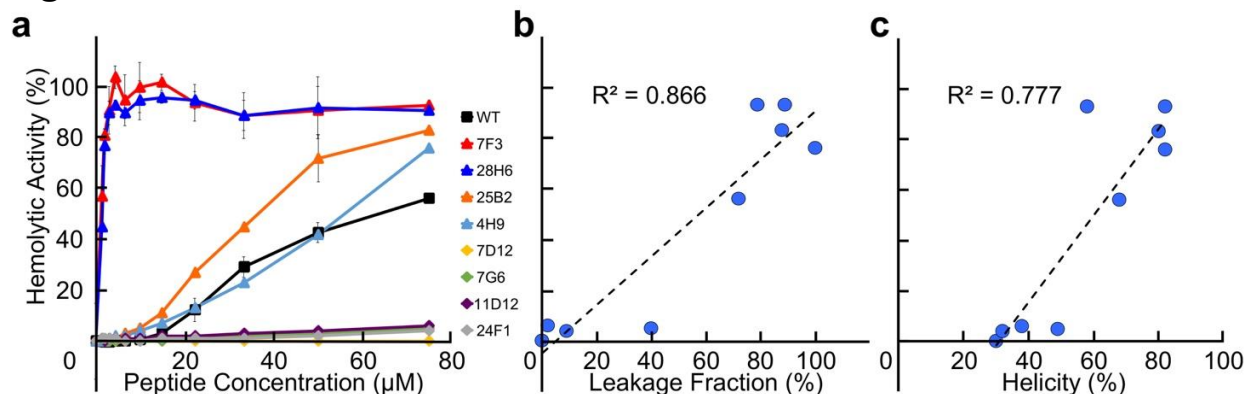 a
b
c
Hemolytic Activity (%)
100
80
60
40
20
0
20
40
60
80
Peptide Concentration (µM)
WT
7F3
28H6
25B2
4H9
7D12
7G6
11D12
24F1
R² = 0.866
0
20
40
60
80
100
Leakage Fraction (%)
R² = 0.777
0
20
40
60
80
100
Helicity (%)